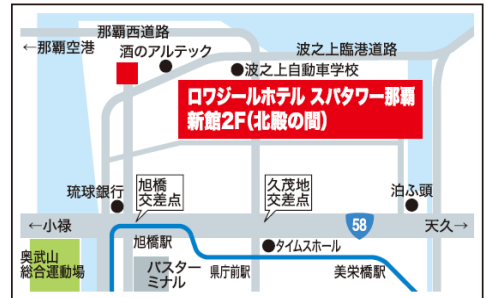 那覇西道路
←那覇空港
酒のアルテック
波之上臨港道路
波之上自動車学校
ロワジールホテル スパタワー那覇
新館2F(北殿の間)
琉球銀行
旭橋
交差点
久茂地
交差点
泊ふ頭
←小禄
58
天久→
奥武山
総合運動場
旭橋駅
バスター
ミナル
県庁前駅
タイムスホール
美栄橋駅